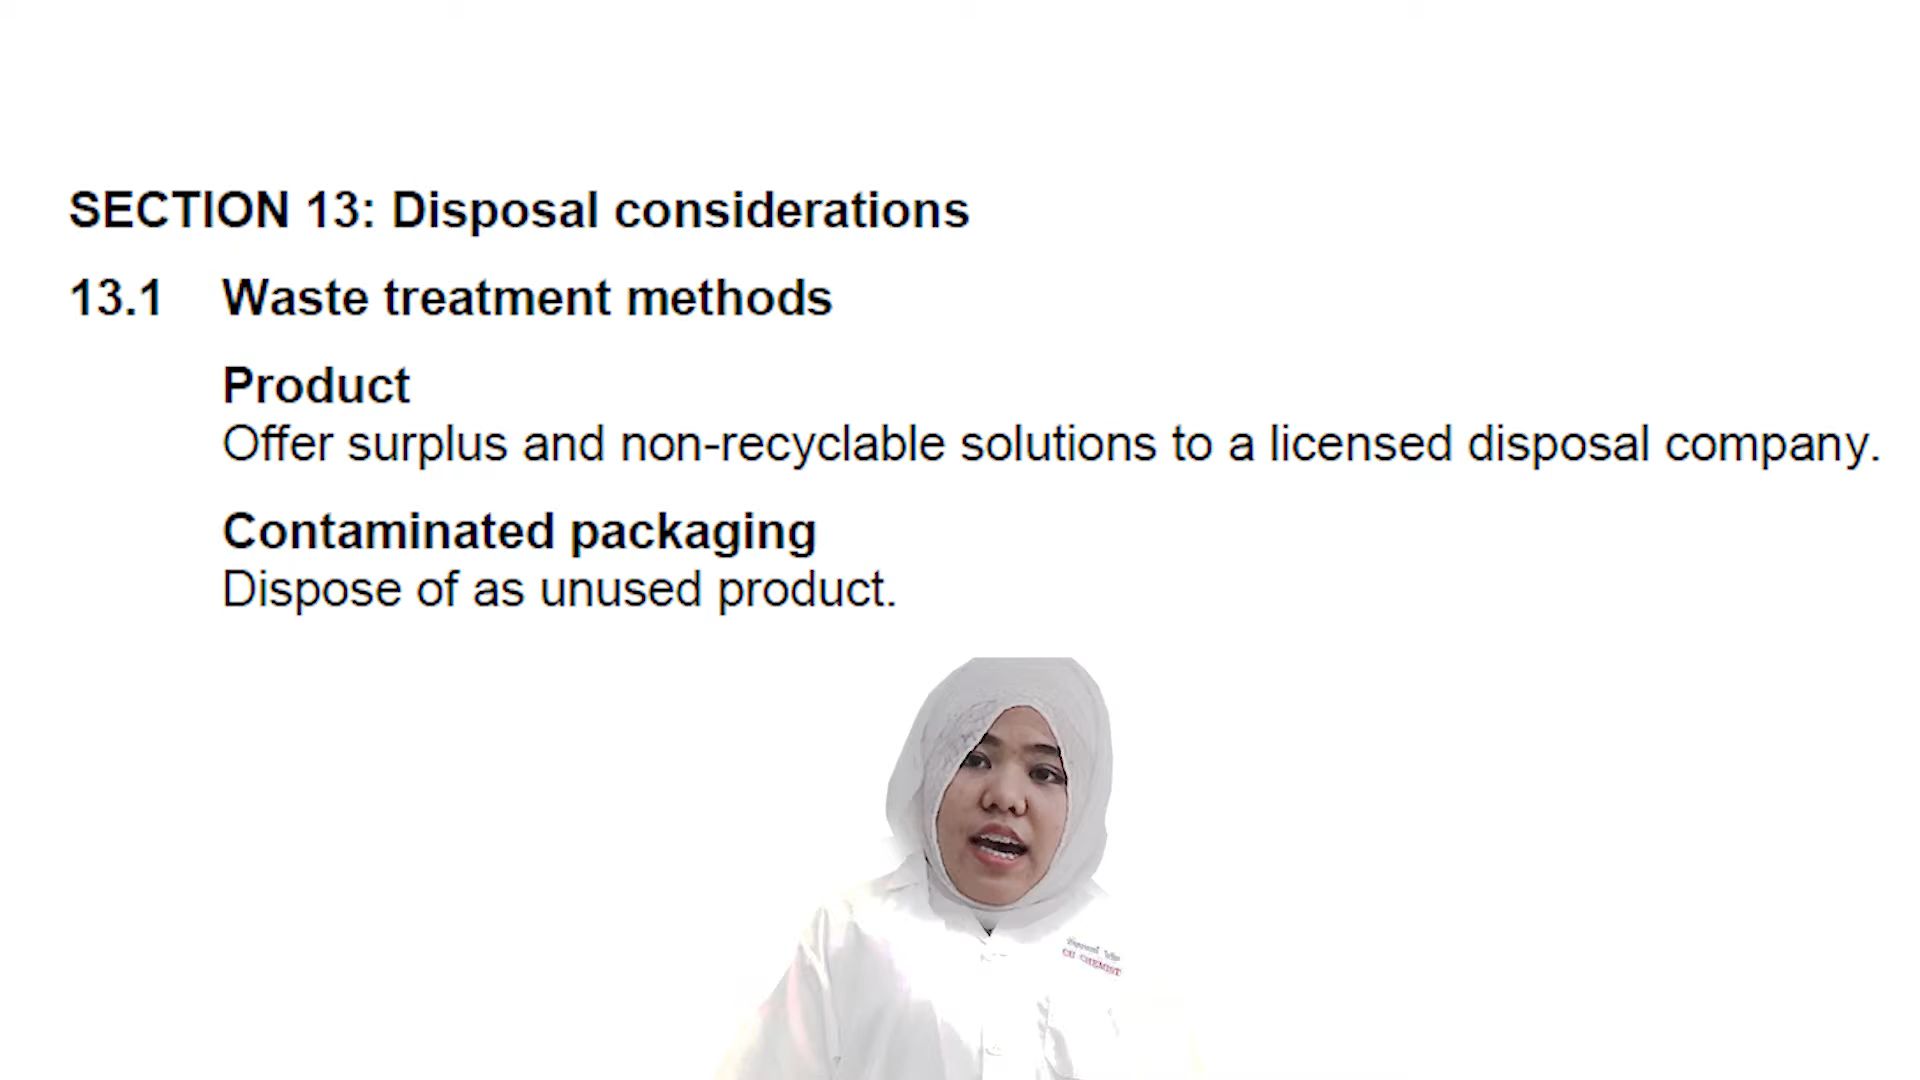 SECTION 13: Disposal considerations
13.1 Waste treatment methods
Product
Offer surplus and non-recyclable solutions to a licensed disposal company.
Contaminated packaging
Dispose of as unused product.
CU CHEMIST